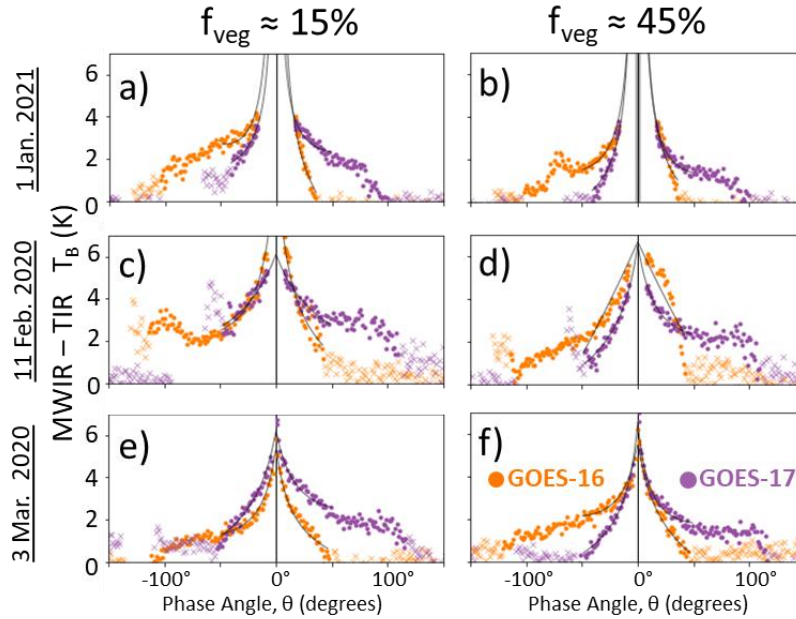 f_veg ≈ 15%
f_veg ≈ 45%
1 Jan. 2021
11 Feb. 2020
3 Mar. 2020
MWIR – TIR T_B (K)
a)
6
4
2
0
b)
c)
6
4
2
0
d)
e)
6
4
2
0
f)
GOES-16
GOES-17
-100° 0° 100°
-100° 0° 100°
Phase Angle, θ (degrees)
Phase Angle, θ (degrees)